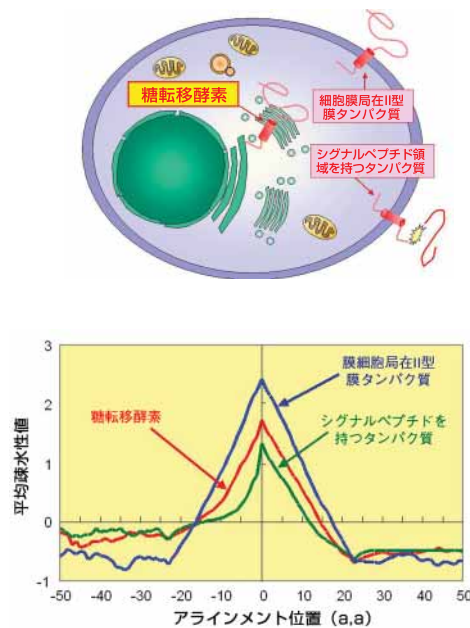 糖転移酵素
細胞膜局在II型
膜タンパク質
シグナルペプチド領
域を持つタンパク質
3
2
1
0
-1
平均疎水性値
膜細胞局在II型
膜タンパク質
糖転移酵素
シグナルペプチドを
持つタンパク質
-50 -40 -30 -20 -10 0 10 20 30 40 50
アラインメント位置 (a,a)